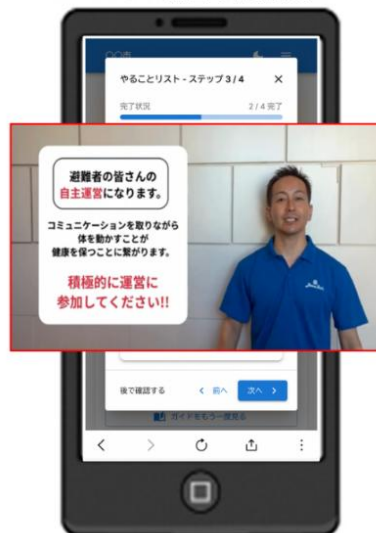 〇〇市
やることリスト - ステップ 3 / 4
完了状況
2 / 4 完了
避難者の皆さんの
自主運営になります。
コミュニケーションを取りながら
体を動かすことが
健康を保つことに繋がります。
積極的に運営に
参加してください!!
後で確認する
前へ
次へ
ガイドをもう一度見る